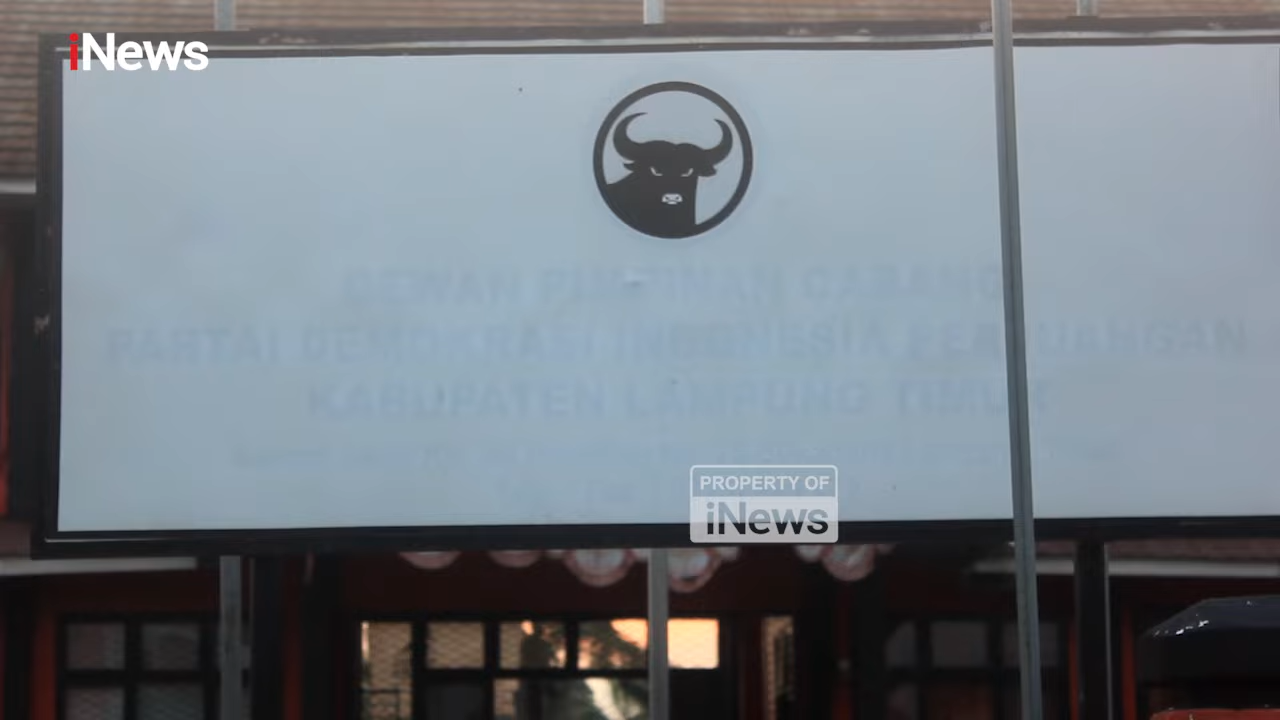 iNews
DEWAN PIMPINAN CABANG
PARTAI DEMOKRASI INDONESIA PERJUANGAN
KABUPATEN LAMPUNG TIMUR
PROPERTY OF
iNews